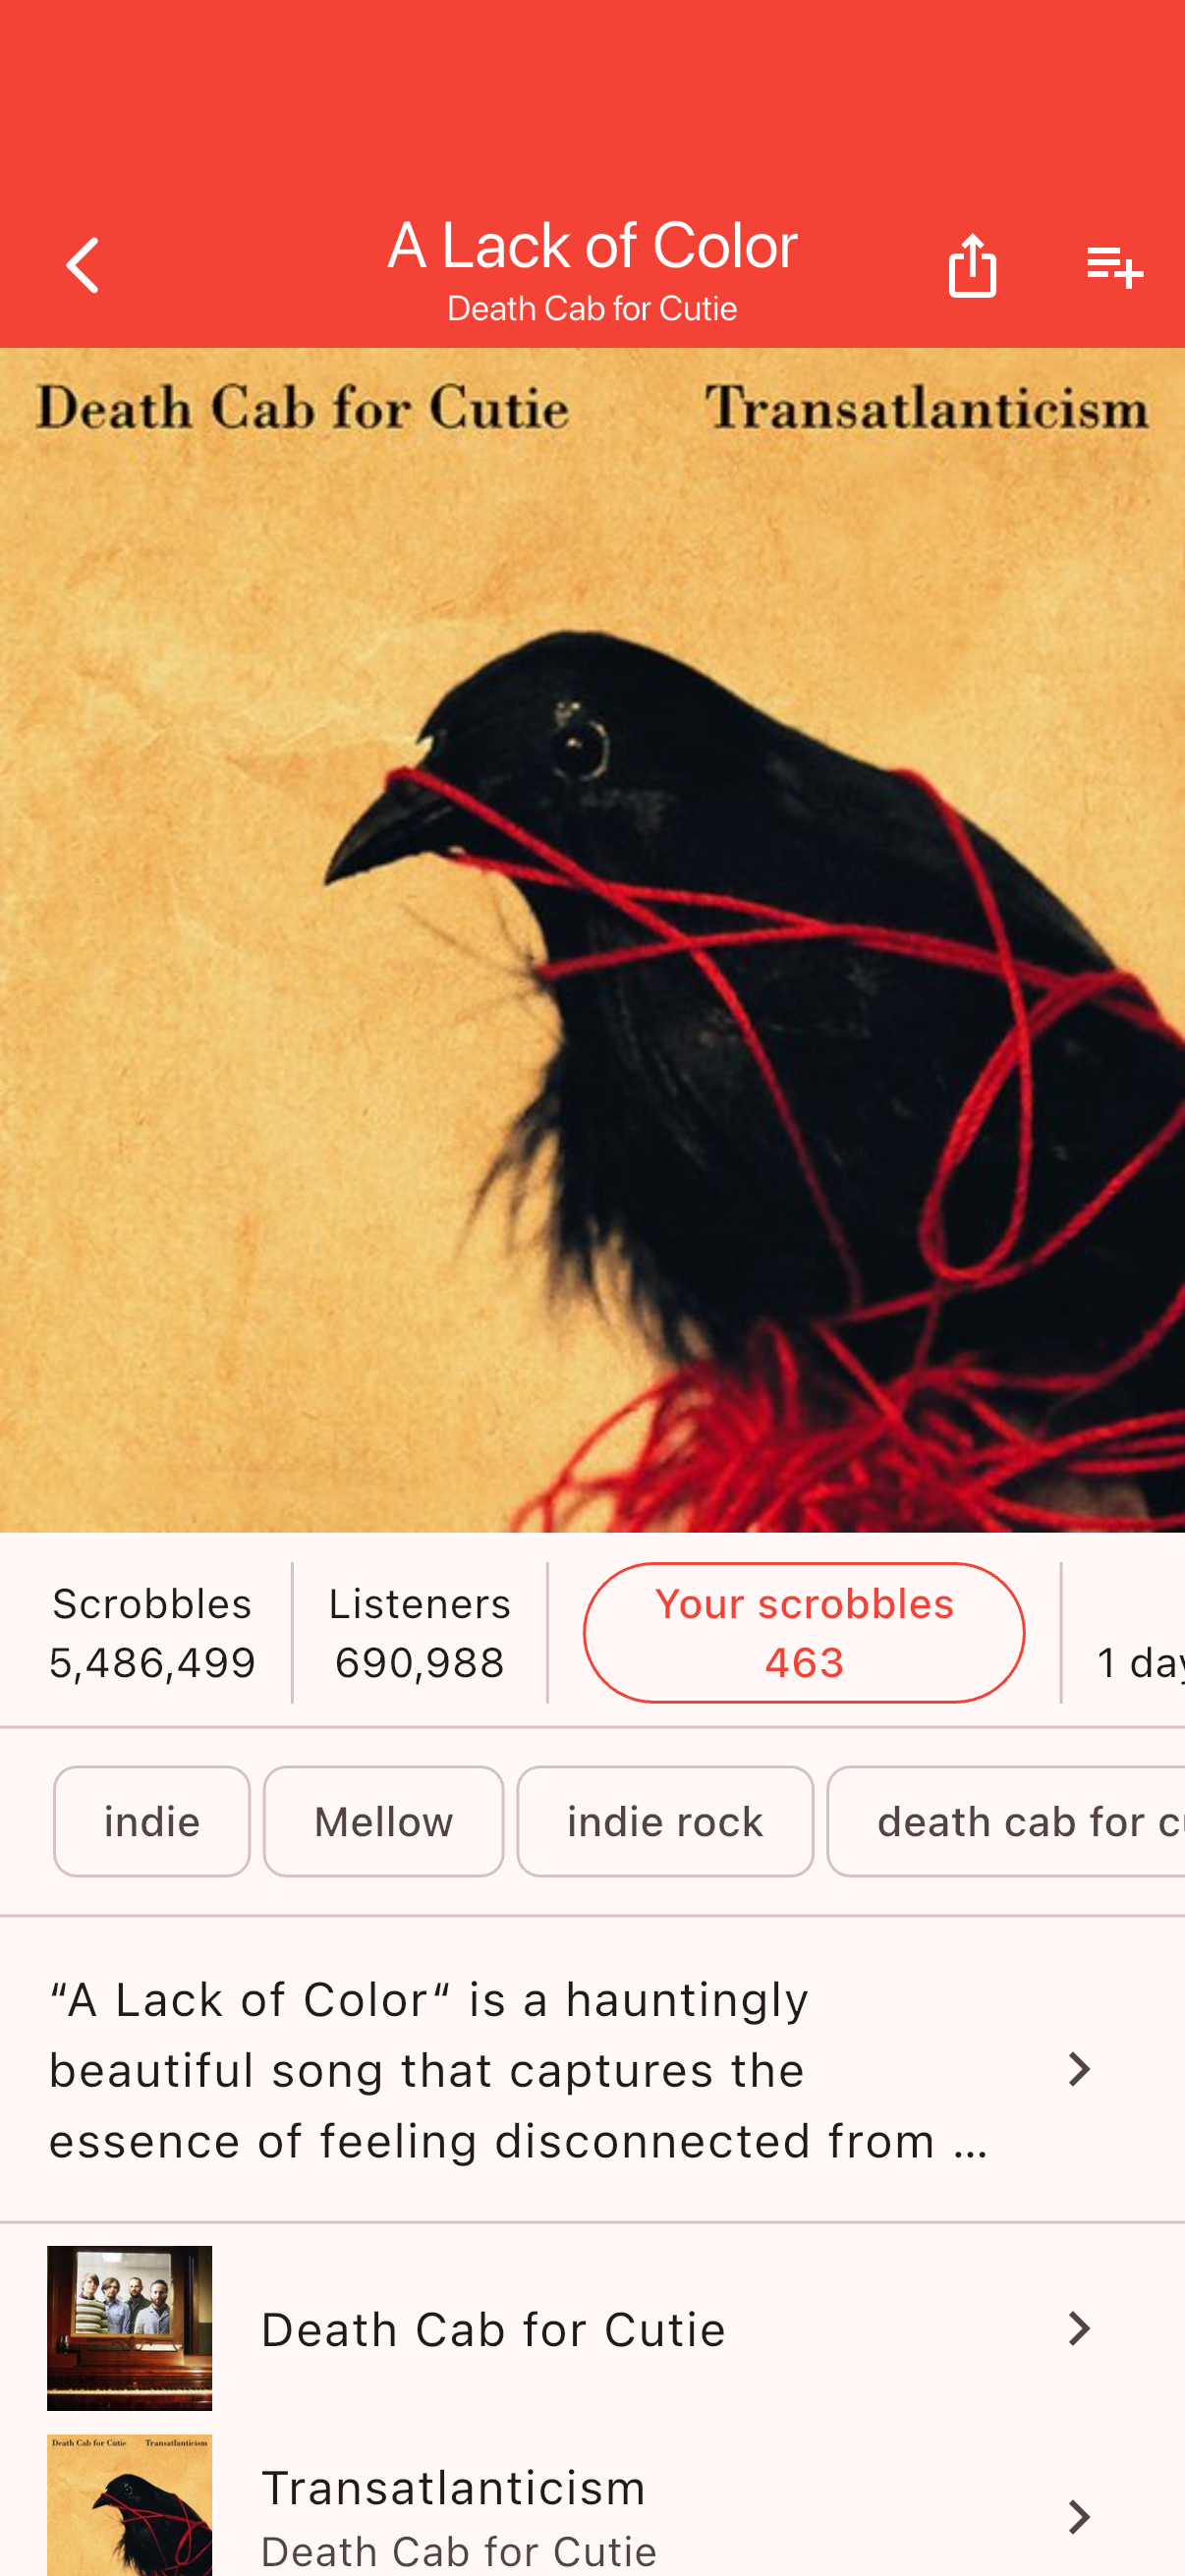 A Lack of Color
Death Cab for Cutie
Death Cab for Cutie Transatlanticism
Scrobbles
5,486,499
Listeners
690,988
Your scrobbles
463
1 day
indie
Mellow
indie rock
death cab for c
“A Lack of Color“ is a hauntingly
beautiful song that captures the
essence of feeling disconnected from ...
Death Cab for Cutie
Death Cab for Cutie Transatlanticism
Transatlanticism
Death Cab for Cutie